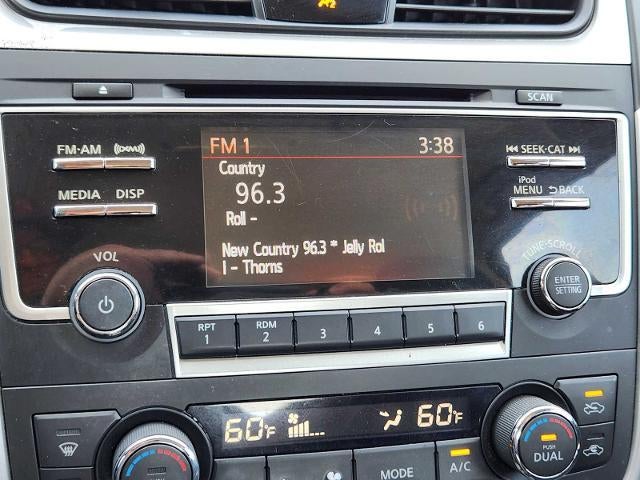 SCAN
FM·AM
(XM)
FM 1 3:38
SEEK·CAT
Country
MEDIA DISP
96.3
iPod
MENU BACK
Roll -
New Country 96.3 * Jelly Rol
l - Thorns
VOL
TUNE·SCROLL
ENTER
SETTING
RPT
1
RDM
2
3
4
5
6
60°F
60°F
MODE
A/C
PUSH
DUAL